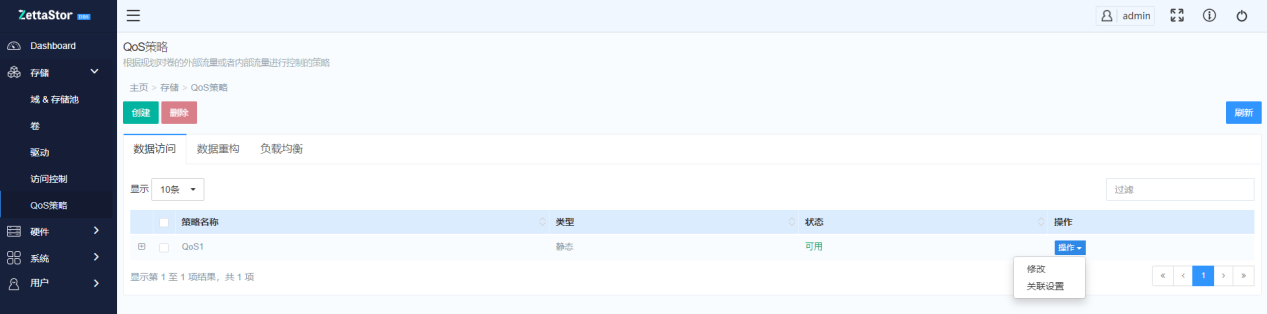 ZettaStor
admin
Dashboard
存储
域 & 存储池
卷
驱动
访问控制
QoS策略
硬件
系统
用户
QoS策略
根据规划对卷的外部流量或者内部流量进行控制的策略
主页 > 存储 > QoS策略
创建 删除 刷新
数据访问 数据重构 负载均衡
显示 10条 过滤
策略名称 类型 状态 操作
QoS1 静态 可用 操作
修改
关联设置
显示第 1 至 1 项结果，共 1 项
« ‹ 1 › »